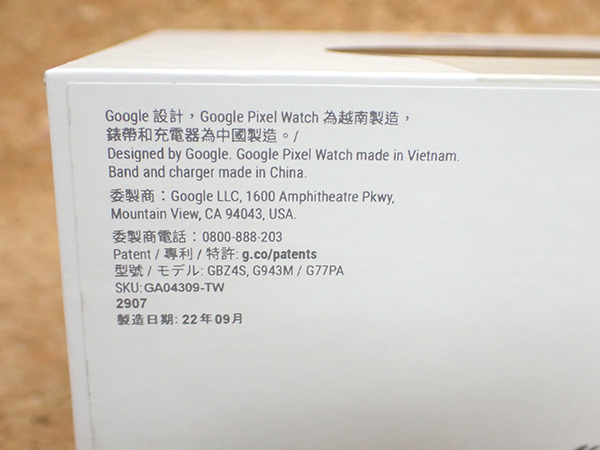 Google 設計，Google Pixel Watch 為越南製造，
錶帶和充電器為中國製造。/
Designed by Google. Google Pixel Watch made in Vietnam.
Band and charger made in China.
委製商：Google LLC, 1600 Amphitheatre Pkwy,
Mountain View, CA 94043, USA.
委製商電話：0800-888-203
Patent / 專利 / 特許: g.co/patents
型號 / モデル: GBZ4S, G943M / G77PA
SKU: GA04309-TW
2907
製造日期: 22年09月